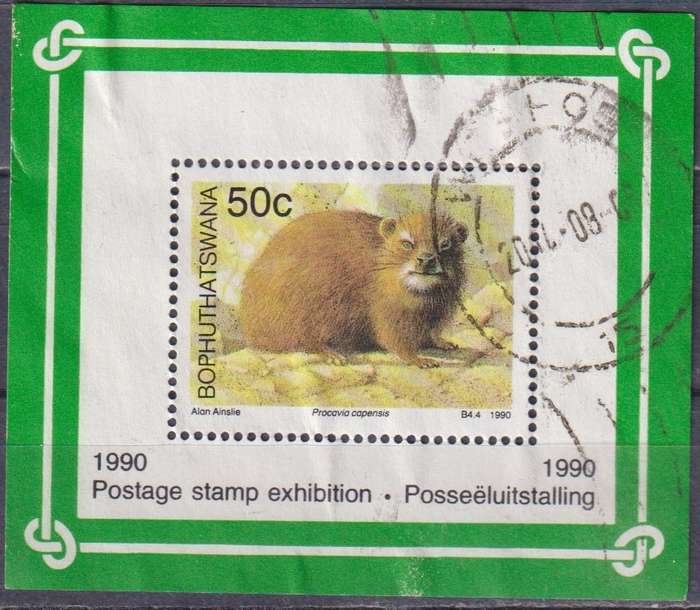 50c
BOPHUTHATSWANA
Alan Ainslie Procavia capensis B4.4 1990
1990 1990
Postage stamp exhibition • Posseëluitstalling